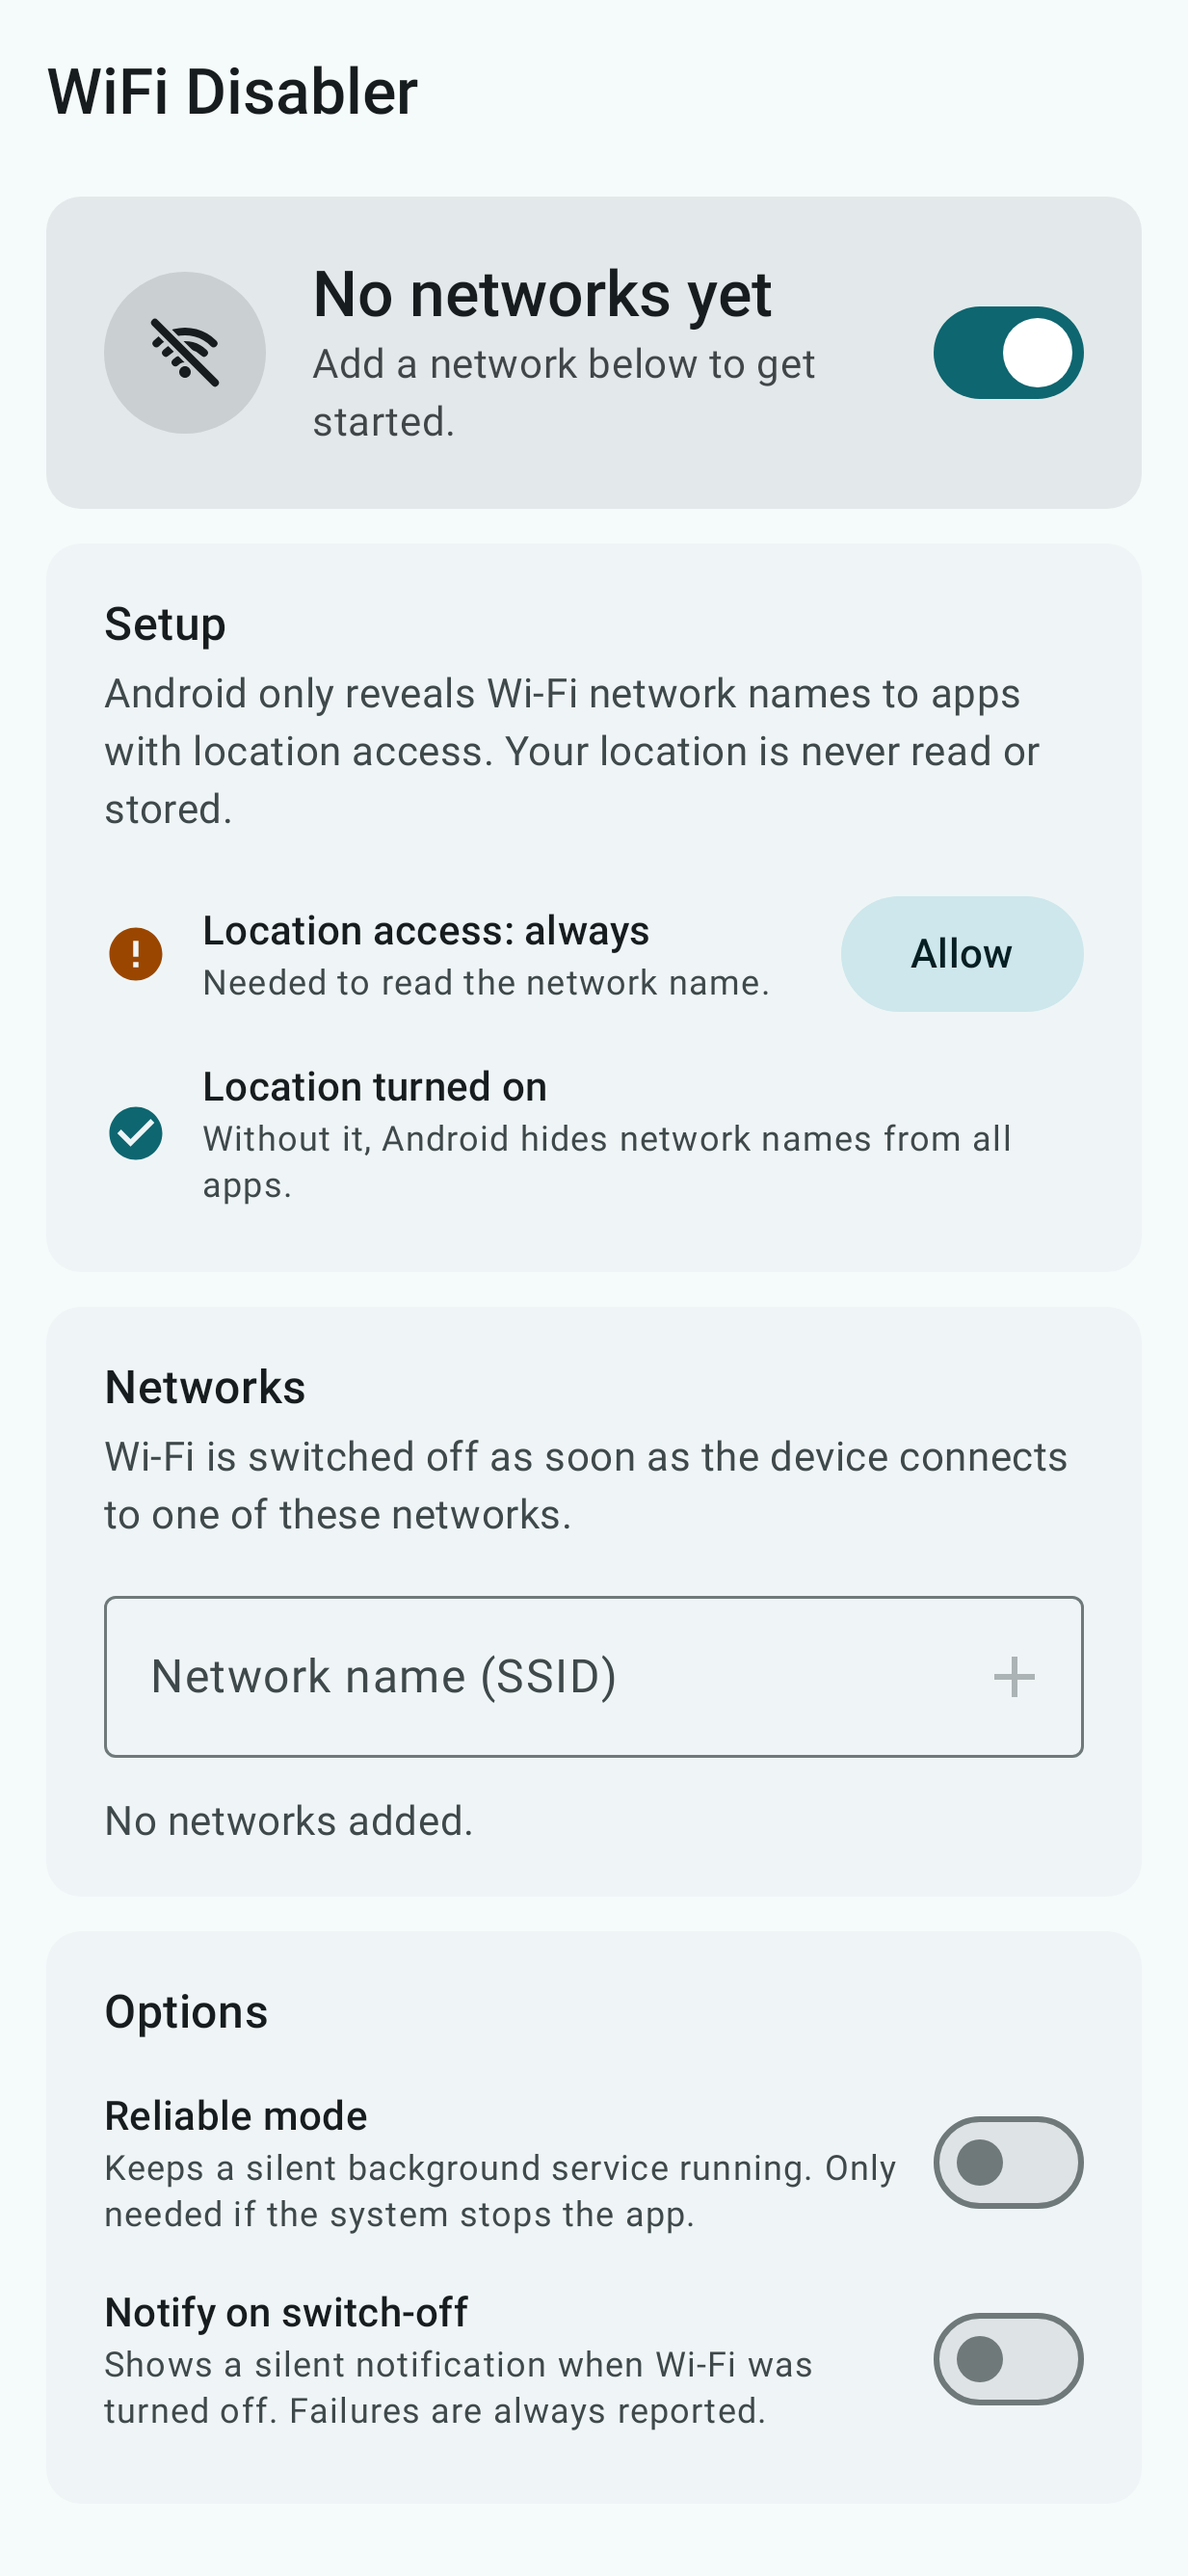 WiFi Disabler
No networks yet
Add a network below to get
started.
Setup
Android only reveals Wi-Fi network names to apps
with location access. Your location is never read or
stored.
Location access: always
Needed to read the network name.
Allow
Location turned on
Without it, Android hides network names from all
apps.
Networks
Wi-Fi is switched off as soon as the device connects
to one of these networks.
Network name (SSID)
No networks added.
Options
Reliable mode
Keeps a silent background service running. Only
needed if the system stops the app.
Notify on switch-off
Shows a silent notification when Wi-Fi was
turned off. Failures are always reported.